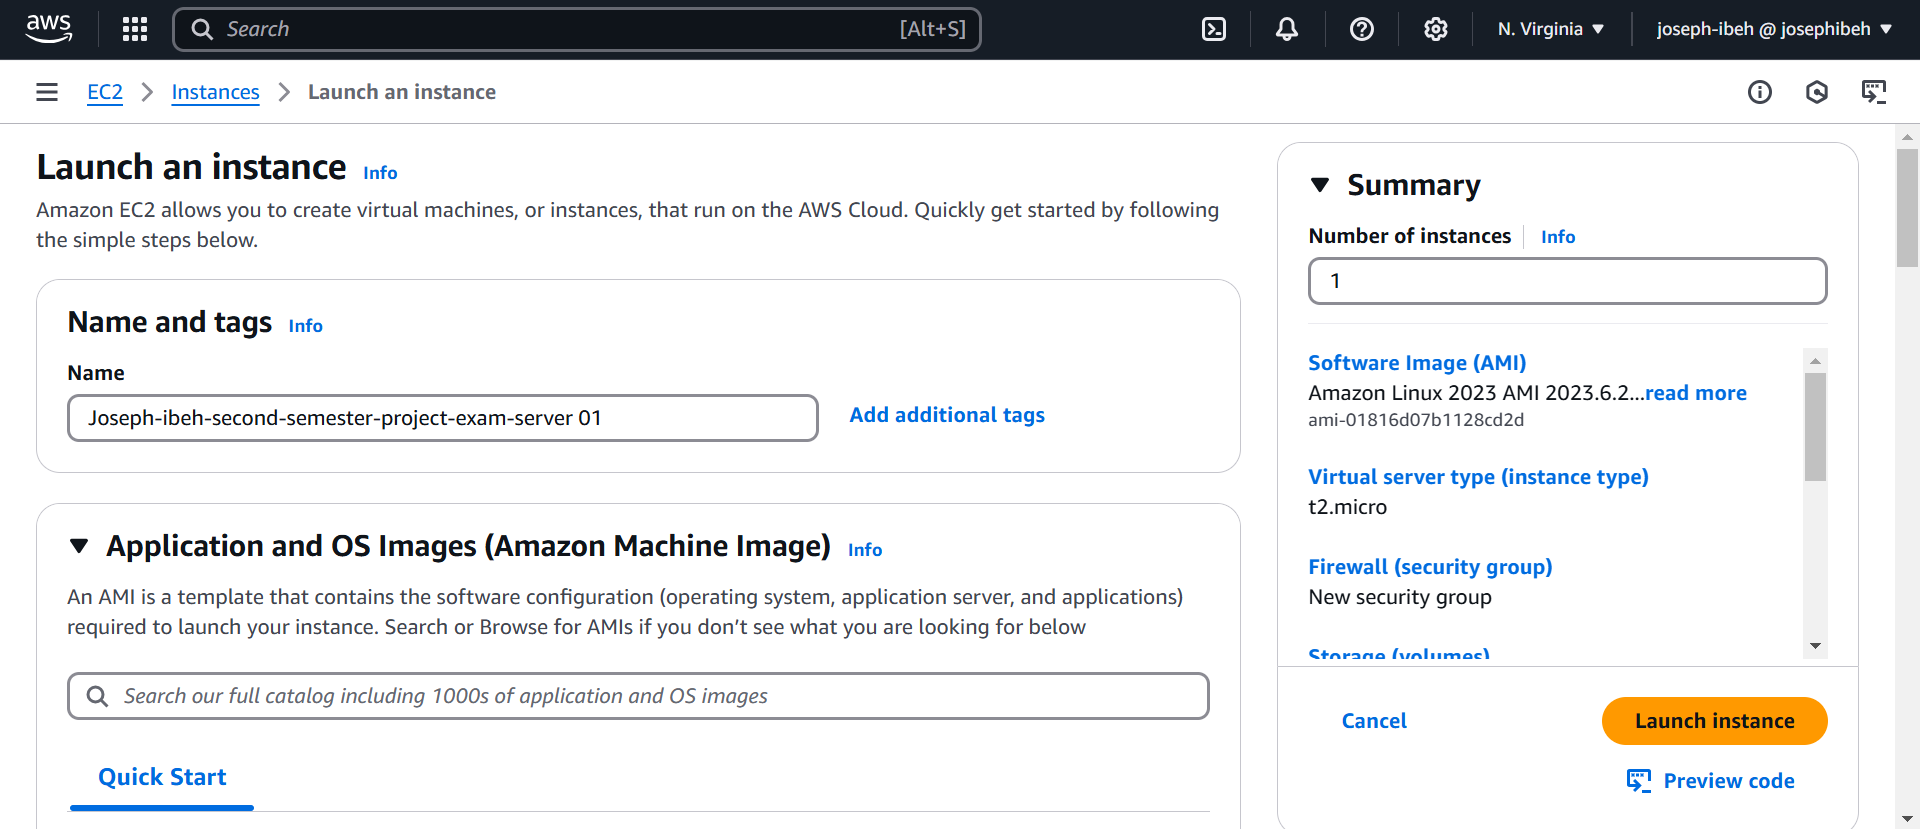 aws
Search
[Alt+S]
N. Virginia
joseph-ibeh @ josephibeh
EC2
Instances
Launch an instance
Launch an instance Info
Amazon EC2 allows you to create virtual machines, or instances, that run on the AWS Cloud. Quickly get started by following
the simple steps below.
Name and tags Info
Name
Joseph-ibeh-second-semester-project-exam-server 01
Add additional tags
Application and OS Images (Amazon Machine Image) Info
An AMI is a template that contains the software configuration (operating system, application server, and applications)
required to launch your instance. Search or Browse for AMIs if you don’t see what you are looking for below
Search our full catalog including 1000s of application and OS images
Quick Start
Summary
Number of instances Info
1
Software Image (AMI)
Amazon Linux 2023 AMI 2023.6.2...read more
ami-01816d07b1128cd2d
Virtual server type (instance type)
t2.micro
Firewall (security group)
New security group
Storage (volumes)
Cancel
Launch instance
Preview code